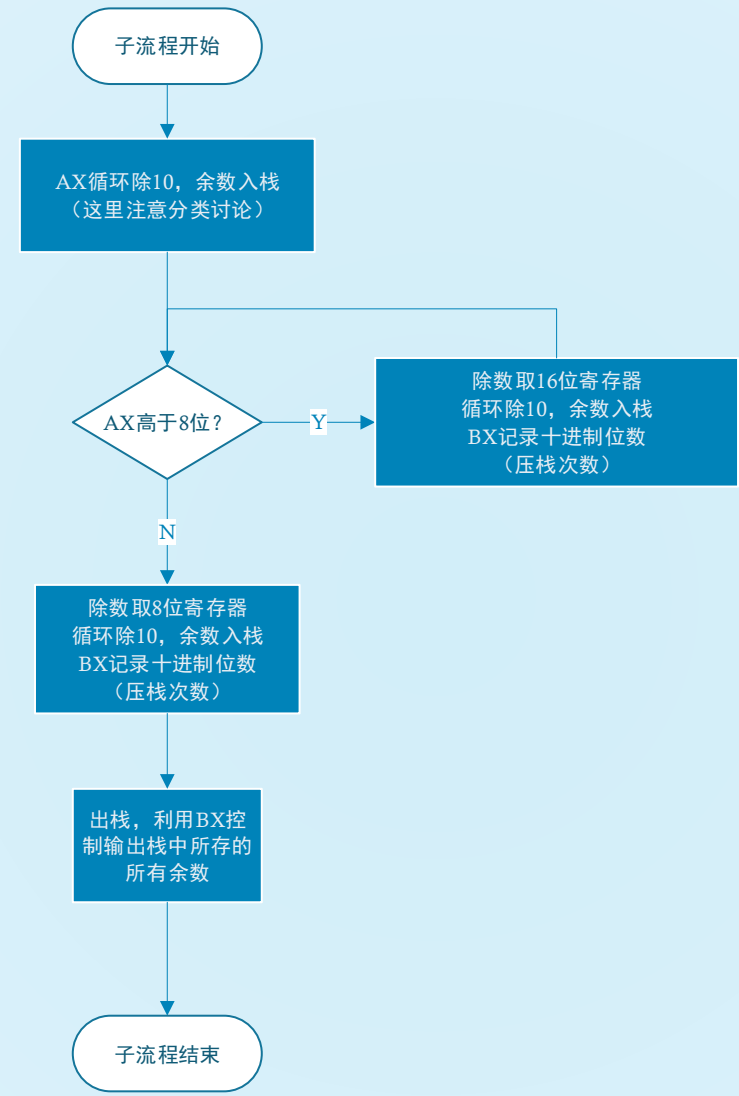 子流程开始
AX循环除10，余数入栈
（这里注意分类讨论）
AX高于8位？
Y
除数取16位寄存器
循环除10，余数入栈
BX记录十进制位数
（压栈次数）
N
除数取8位寄存器
循环除10，余数入栈
BX记录十进制位数
（压栈次数）
出栈，利用BX控
制输出栈中所存的
所有余数
子流程结束